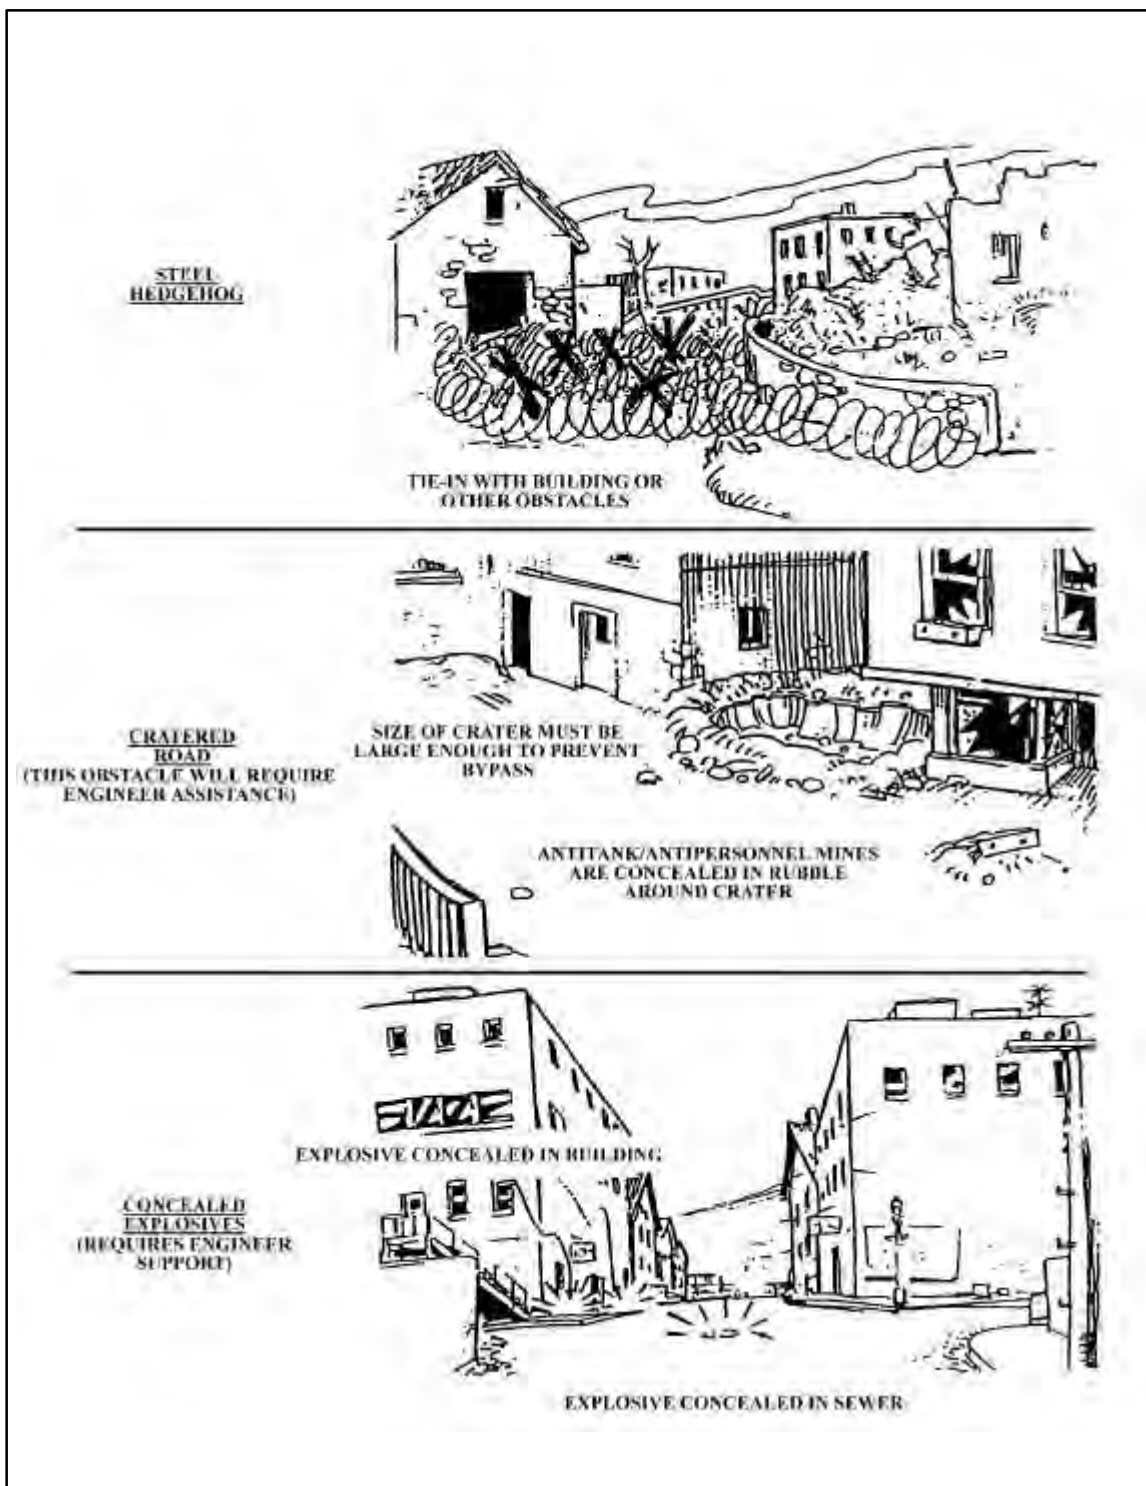 STEEL
HEDGEHOG
TIE-IN WITH BUILDING OR
OTHER OBSTACLES
CRATERED
ROAD
(THIS OBSTACLE WILL REQUIRE
ENGINEER ASSISTANCE)
SIZE OF CRATER MUST BE
LARGE ENOUGH TO PREVENT
BYPASS
ANTITANK/ANTIPERSONNEL MINES
ARE CONCEALED IN RUBBLE
AROUND CRATER
EXPLOSIVE CONCEALED IN BUILDING
CONCEALED
EXPLOSIVES
(REQUIRES ENGINEER
SUPPORT)
EXPLOSIVE CONCEALED IN SEWER